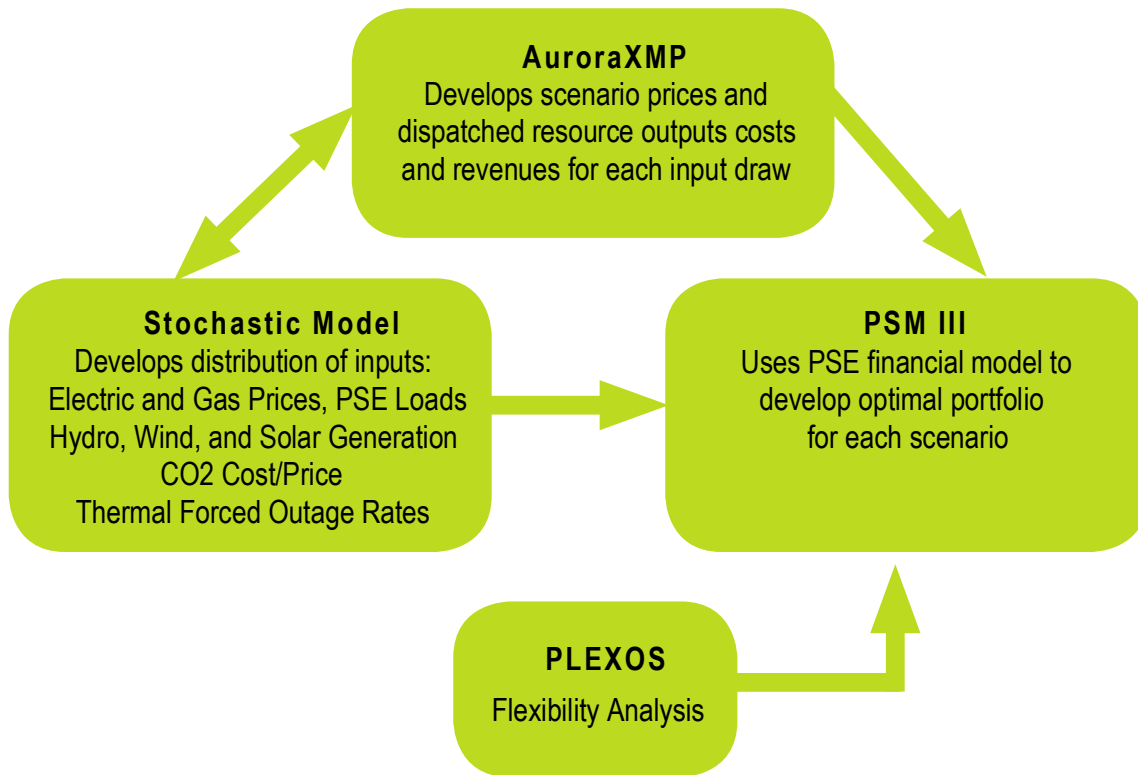 AuroraXMP
Develops scenario prices and
dispatched resource outputs costs
and revenues for each input draw
Stochastic Model
Develops distribution of inputs:
Electric and Gas Prices, PSE Loads
Hydro, Wind, and Solar Generation
CO2 Cost/Price
Thermal Forced Outage Rates
PSM III
Uses PSE financial model to
develop optimal portfolio
for each scenario
PLEXOS
Flexibility Analysis